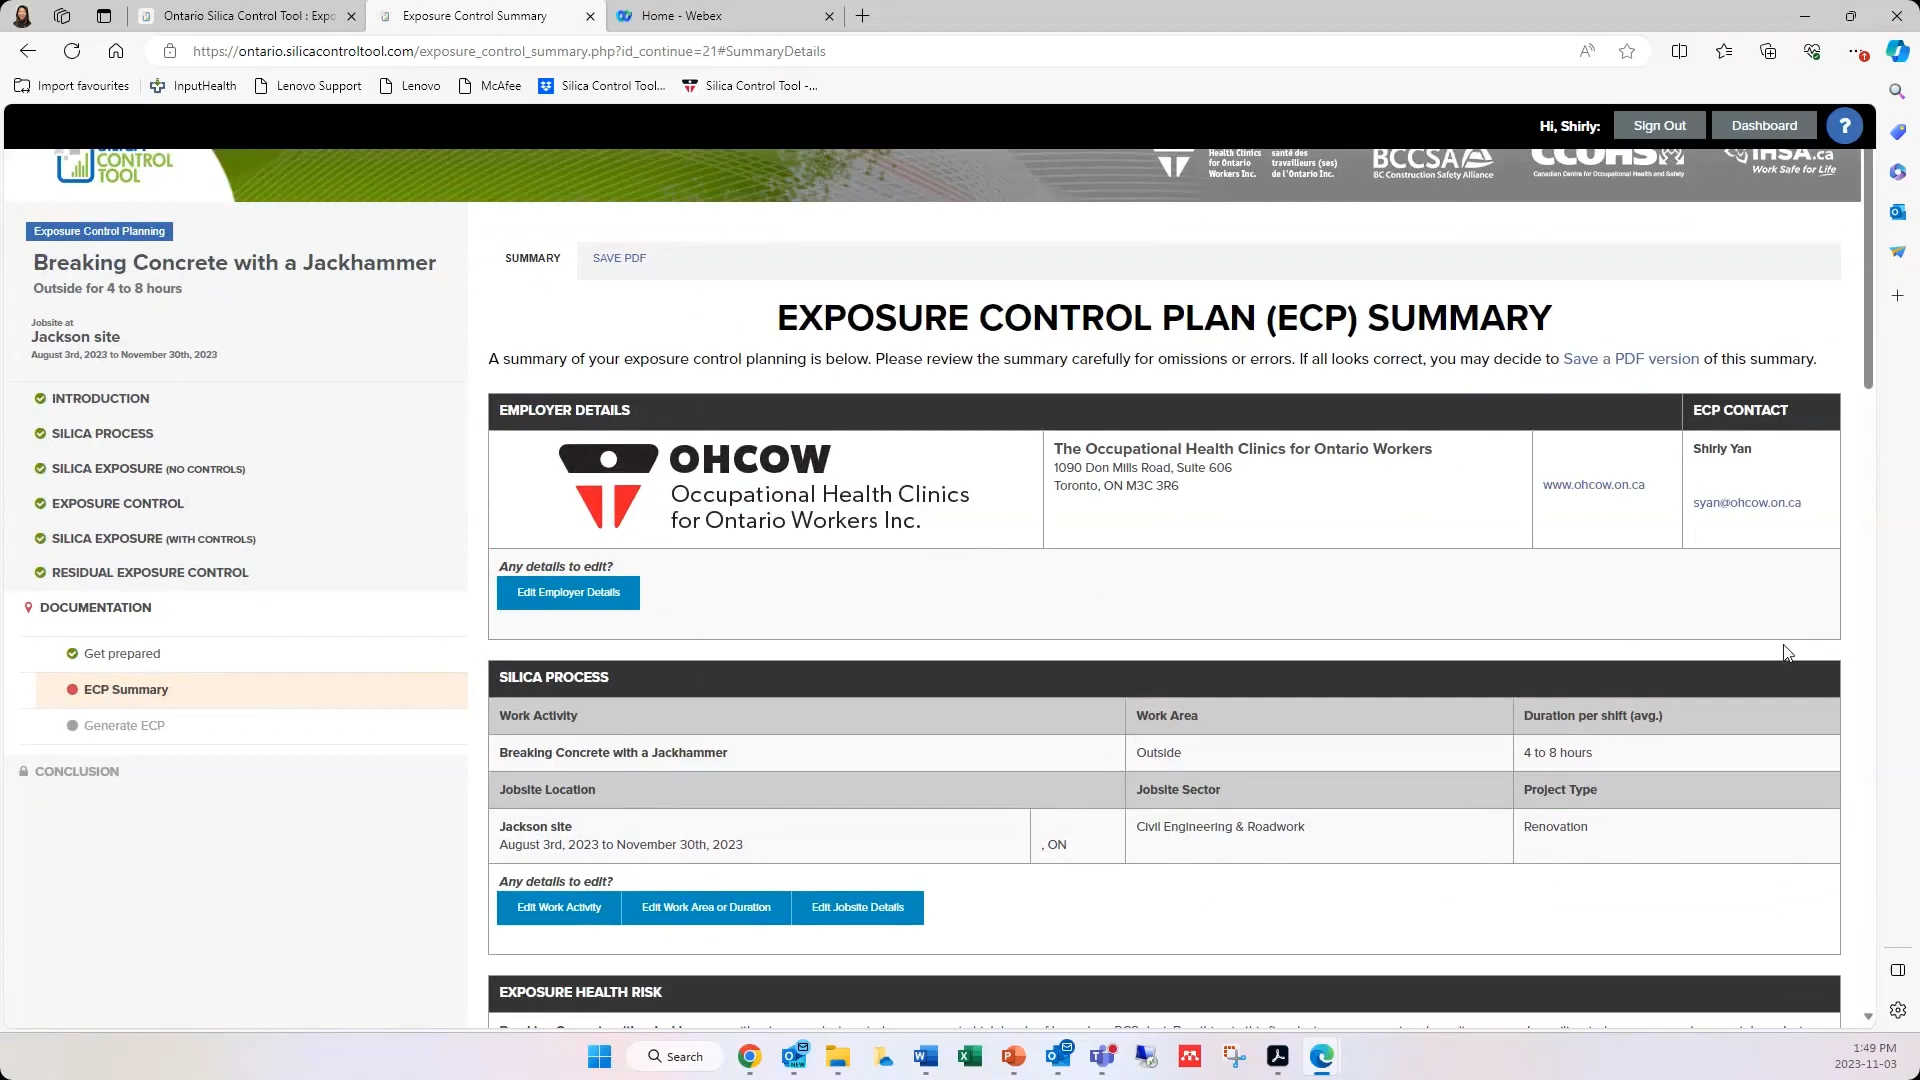 Ontario Silica Control Tool : Expo
Exposure Control Summary
Home - Webex
https://ontario.silicacontroltool.com/exposure_control_summary.php?id_continue=21#SummaryDetails
Import favourites
InputHealth
Lenovo Support
Lenovo
McAfee
Silica Control Tool...
Silica Control Tool -...
Hi, Shirly:
Sign Out
Dashboard
?
CONTROL
TOOL
Health Clinics
for Ontario
Workers Inc.
santé des
travailleurs (ses)
de l'Ontario Inc.
BCCSA
BC Construction Safety Alliance
CCOHS
Canadian Centre for Occupational Health and Safety
IHSA.ca
Work Safe for Life
Exposure Control Planning
Breaking Concrete with a Jackhammer
Outside for 4 to 8 hours
Jobsite at
Jackson site
August 3rd, 2023 to November 30th, 2023
INTRODUCTION
SILICA PROCESS
SILICA EXPOSURE (NO CONTROLS)
EXPOSURE CONTROL
SILICA EXPOSURE (WITH CONTROLS)
RESIDUAL EXPOSURE CONTROL
DOCUMENTATION
Get prepared
ECP Summary
Generate ECP
CONCLUSION
SUMMARY
SAVE PDF
EXPOSURE CONTROL PLAN (ECP) SUMMARY
A summary of your exposure control planning is below. Please review the summary carefully for omissions or errors. If all looks correct, you may decide to Save a PDF version of this summary.
EMPLOYER DETAILS
ECP CONTACT
OHCOW
Occupational Health Clinics
for Ontario Workers Inc.
The Occupational Health Clinics for Ontario Workers
1090 Don Mills Road, Suite 606
Toronto, ON M3C 3R6
www.ohcow.on.ca
Shirly Yan
syan@ohcow.on.ca
Any details to edit?
Edit Employer Details
SILICA PROCESS
Work Activity
Work Area
Duration per shift (avg.)
Breaking Concrete with a Jackhammer
Outside
4 to 8 hours
Jobsite Location
Jobsite Sector
Project Type
Jackson site
August 3rd, 2023 to November 30th, 2023
, ON
Civil Engineering & Roadwork
Renovation
Any details to edit?
Edit Work Activity
Edit Work Area or Duration
Edit Jobsite Details
EXPOSURE HEALTH RISK
Search
NEW
1:49 PM
2023-11-03